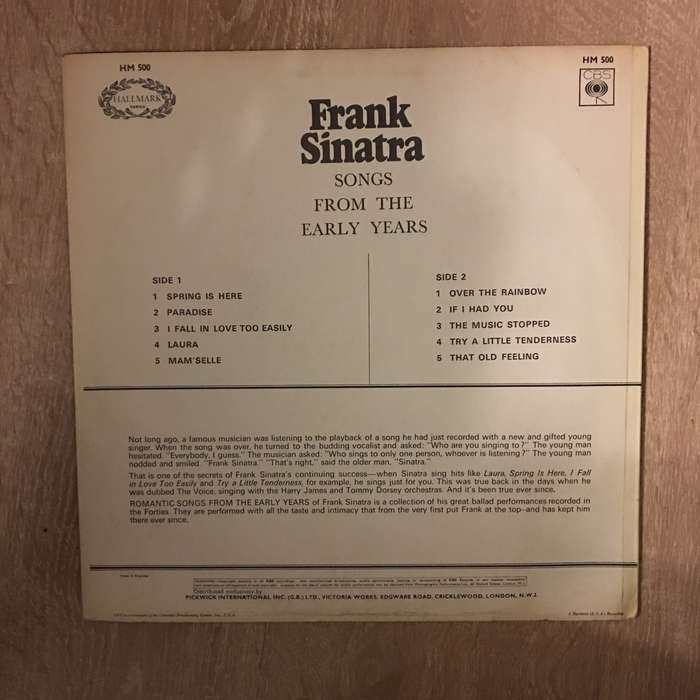 HM 500
HM 500
HALLMARK
SERIES
CBS
Frank
Sinatra
SONGS
FROM THE
EARLY YEARS
SIDE 1
1 SPRING IS HERE
2 PARADISE
3 I FALL IN LOVE TOO EASILY
4 LAURA
5 MAM'SELLE
SIDE 2
1 OVER THE RAINBOW
2 IF I HAD YOU
3 THE MUSIC STOPPED
4 TRY A LITTLE TENDERNESS
5 THAT OLD FEELING
Not long ago, a famous musician was listening to the playback of a song he had just recorded with a new and gifted young
singer. When the song was over, he turned to the budding vocalist and asked: "Who are you singing to?" The young man
hesitated. "Everybody, I guess." The musician asked: "Who sings to only one person, whoever is listening?" The young man
nodded and smiled. "Frank Sinatra." "That's right," said the older man, "Sinatra."
That is one of the secrets of Frank Sinatra's continuing success—when Sinatra sing hits like Laura, Spring Is Here, I Fall
in Love Too Easily and Try a Little Tenderness, for example, he sings just for you. This was true back in the days when he
was dubbed The Voice, singing with the Harry James and Tommy Dorsey orchestras. And it's been true ever since.
ROMANTIC SONGS FROM THE EARLY YEARS of Frank Sinatra is a collection of his great ballad performances recorded in
the Forties. They are performed with all the taste and intimacy that from the very first put Frank at the top—and has kept him
there ever since.
Made in England
Distributed exclusively by
PICKWICK INTERNATIONAL INC. (G.B.) LTD., VICTORIA WORKS, EDGWARE ROAD, CRICKLEWOOD, LONDON, N.W.2.